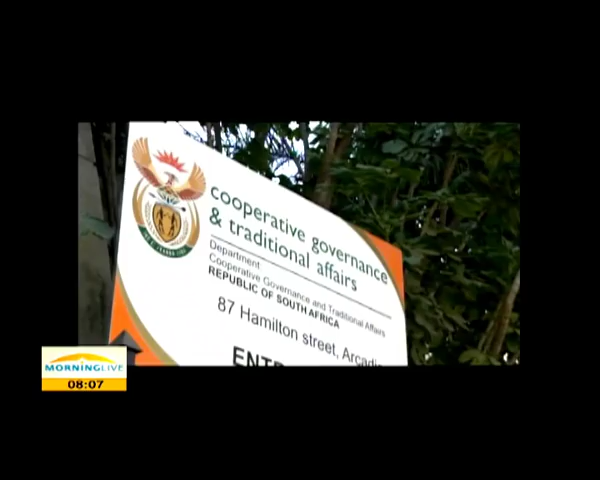 cooperative governance
& traditional affairs
Department
Cooperative Governance and Traditional Affairs
REPUBLIC OF SOUTH AFRICA
87 Hamilton street,
MORNINGLIVE
08:07